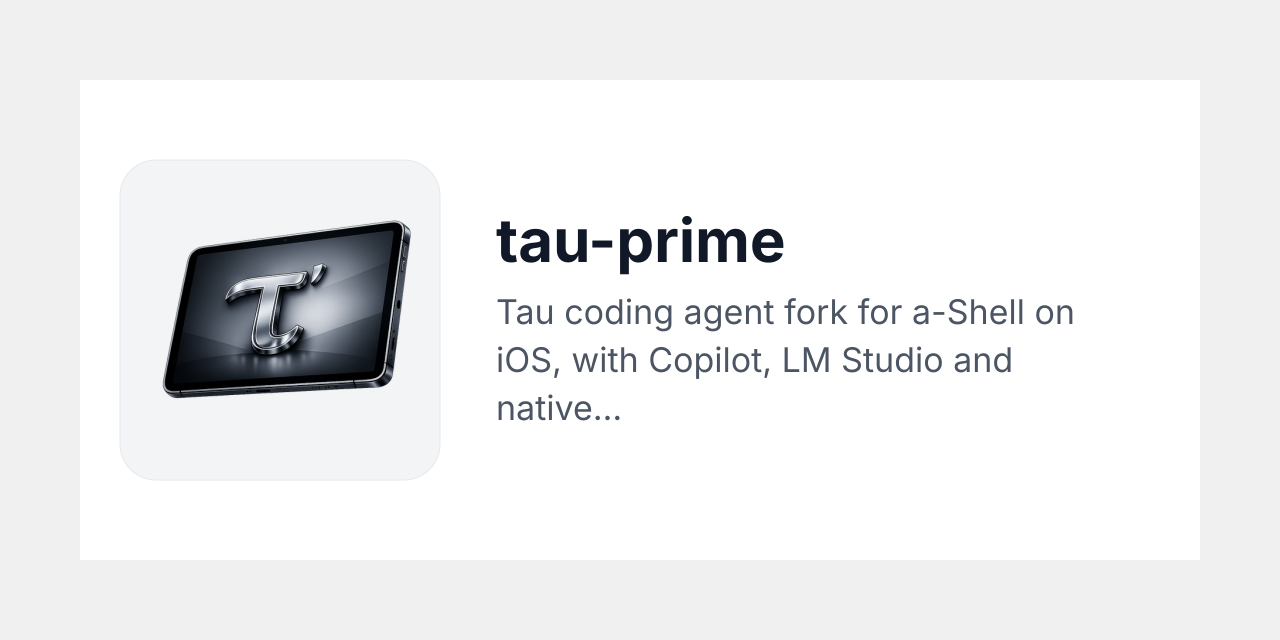 τ′
tau-prime
Tau coding agent fork for a-Shell on
iOS, with Copilot, LM Studio and
native...